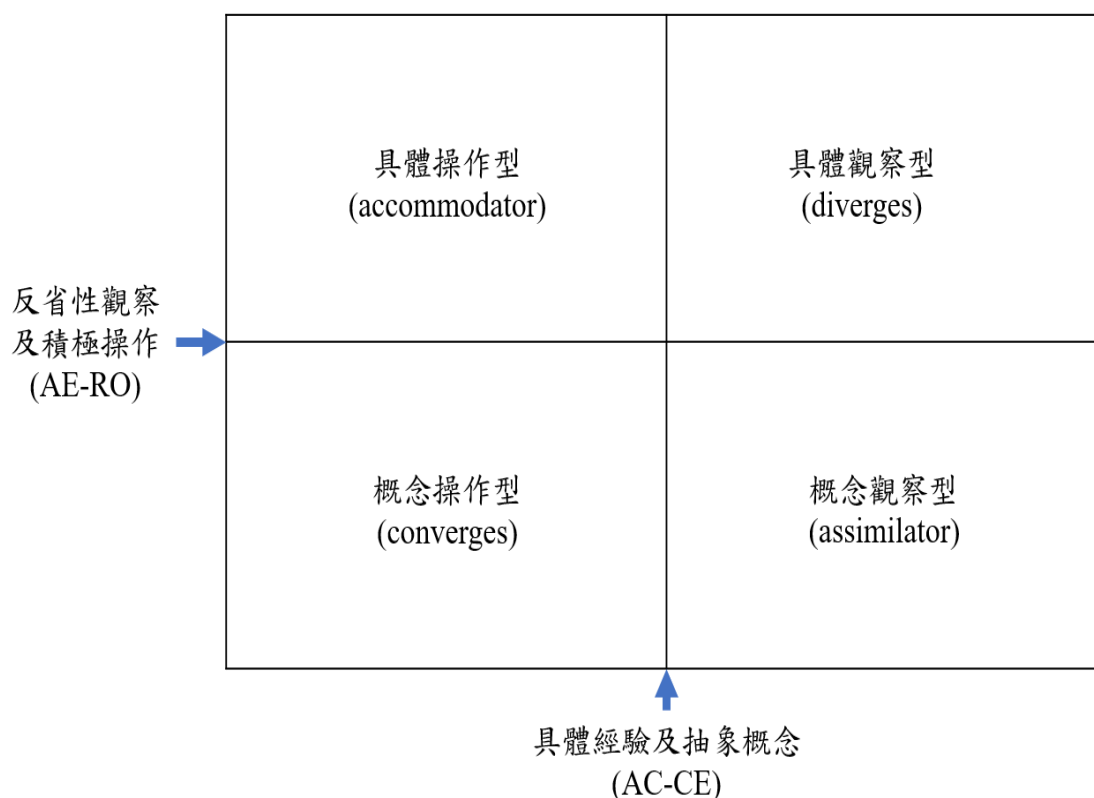 具體操作型
(accommodator)
具體觀察型
(diverges)
反省性觀察
及積極操作
(AE-RO)
概念操作型
(converges)
概念觀察型
(assimilator)
具體經驗及抽象概念
(AC-CE)